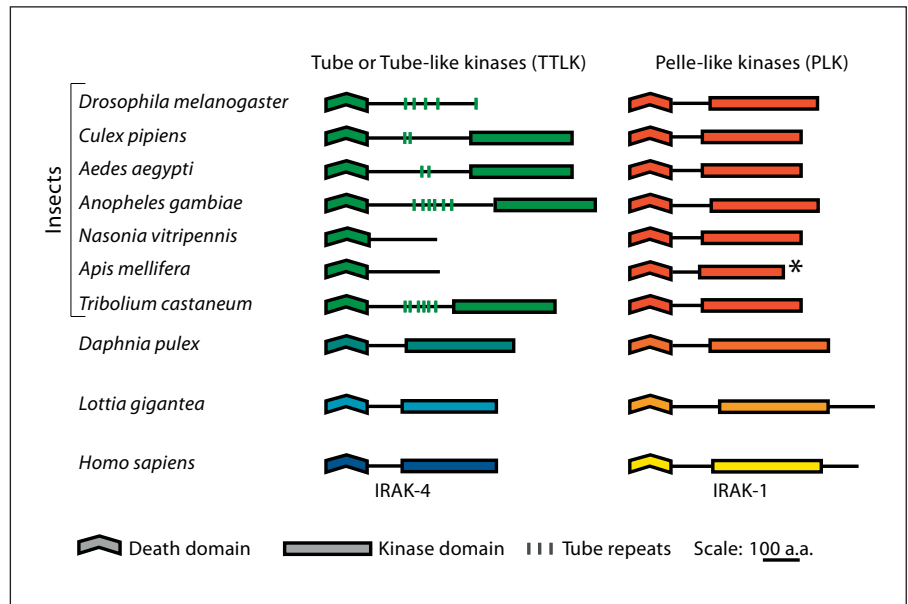 Tube or Tube-like kinases (TTLK) Pelle-like kinases (PLK)
Insects
Drosophila melanogaster
Culex pipiens
Aedes aegypti
Anopheles gambiae
Nasonia vitripennis
Apis mellifera *
Tribolium castaneum
Daphnia pulex
Lottia gigantea
Homo sapiens
IRAK-4 IRAK-1
Death domain Kinase domain Tube repeats Scale: 100 a.a.